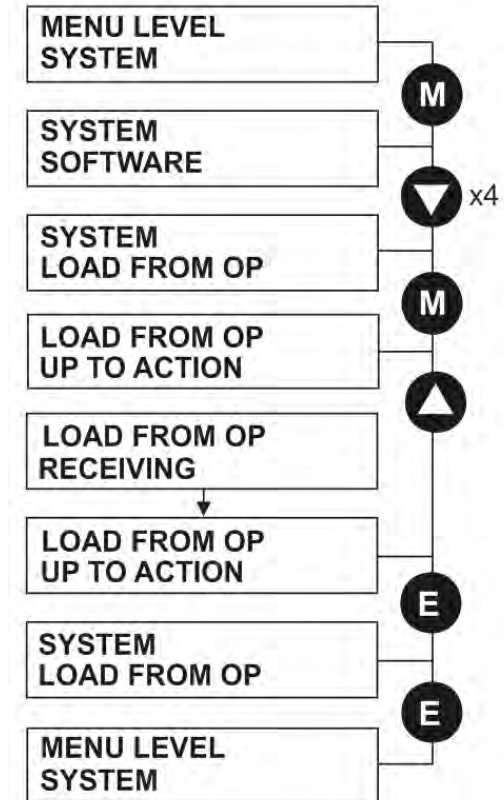 MENU LEVEL
SYSTEM
M
SYSTEM
SOFTWARE
x4
SYSTEM
LOAD FROM OP
M
LOAD FROM OP
UP TO ACTION
LOAD FROM OP
RECEIVING
LOAD FROM OP
UP TO ACTION
E
SYSTEM
LOAD FROM OP
E
MENU LEVEL
SYSTEM